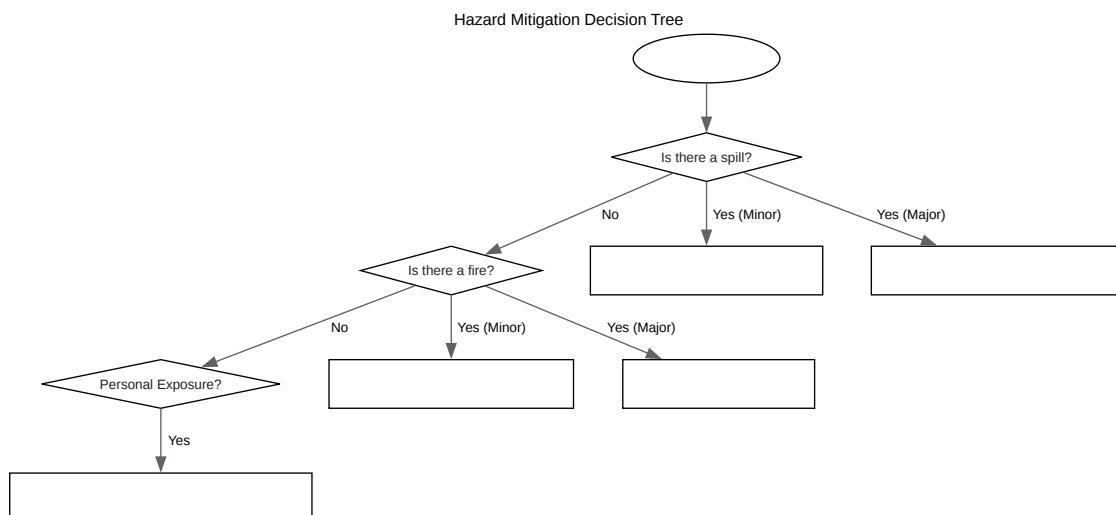 Hazard Mitigation Decision Tree
Is there a spill?
No
Yes (Minor)
Yes (Major)
Is there a fire?
No
Yes (Minor)
Yes (Major)
Personal Exposure?
Yes